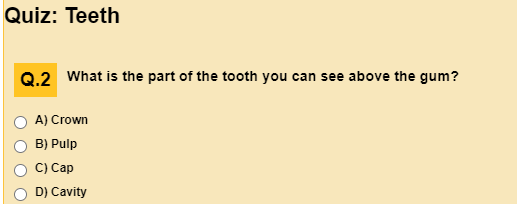 Quiz: Teeth
Q.2 What is the part of the tooth you can see above the gum?
A) Crown
B) Pulp
C) Cap
D) Cavity